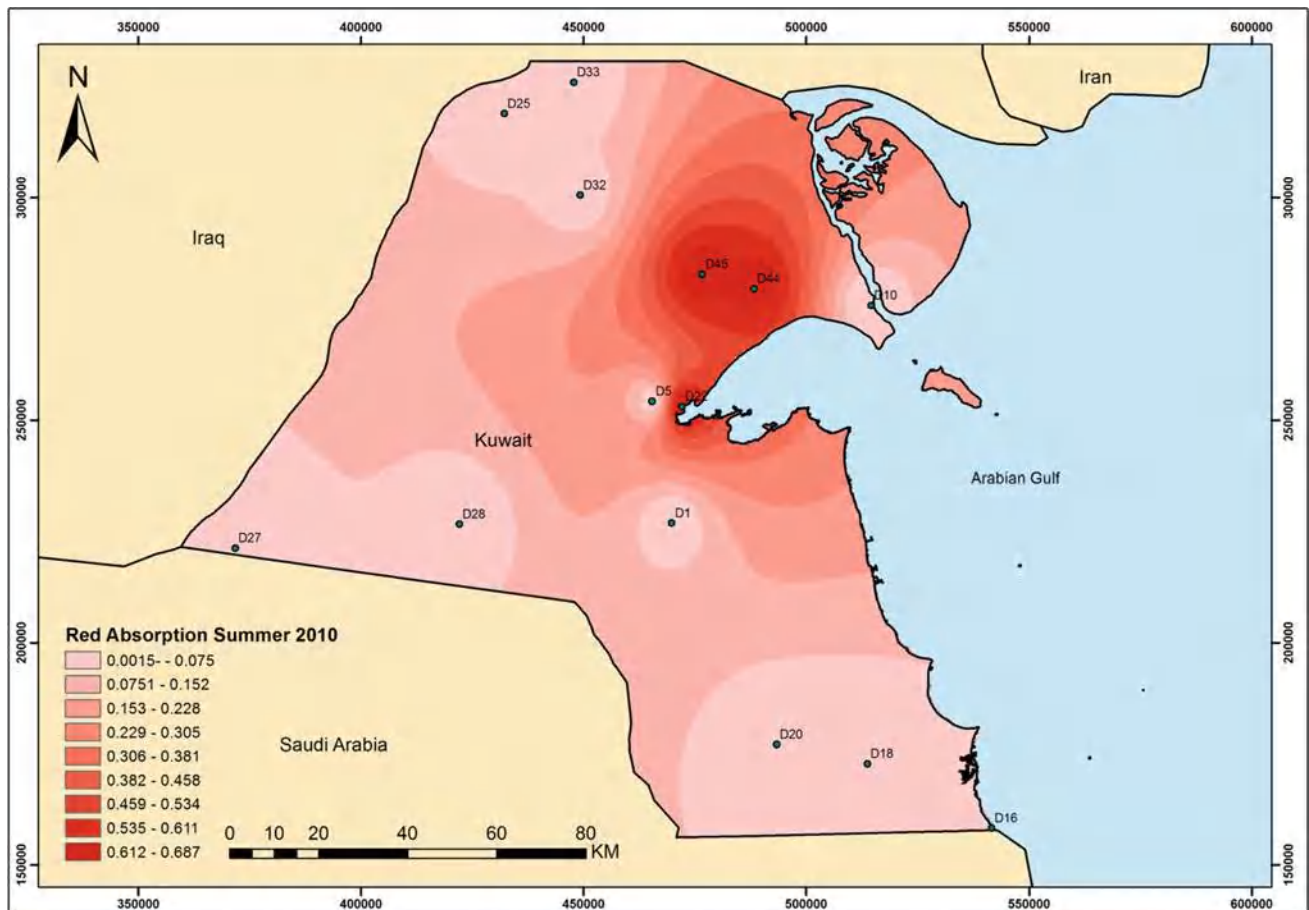 350000 400000 450000 500000 550000 600000
N
D33
Iran
D25
300000
D32
300000
Iraq
D45
D44
D10
D5
D22
250000
250000
Kuwait
Arabian Gulf
D1
D28
D27
Red Absorption Summer 2010
0.0015- - 0.075
0.0751 - 0.152
0.153 - 0.228
0.229 - 0.305
0.306 - 0.381
0.382 - 0.458
0.459 - 0.534
0.535 - 0.611
0.612 - 0.687
200000
200000
Saudi Arabia
D20
D18
D16
0 10 20 40 60 80
KM
150000
150000
350000 400000 450000 500000 550000 600000